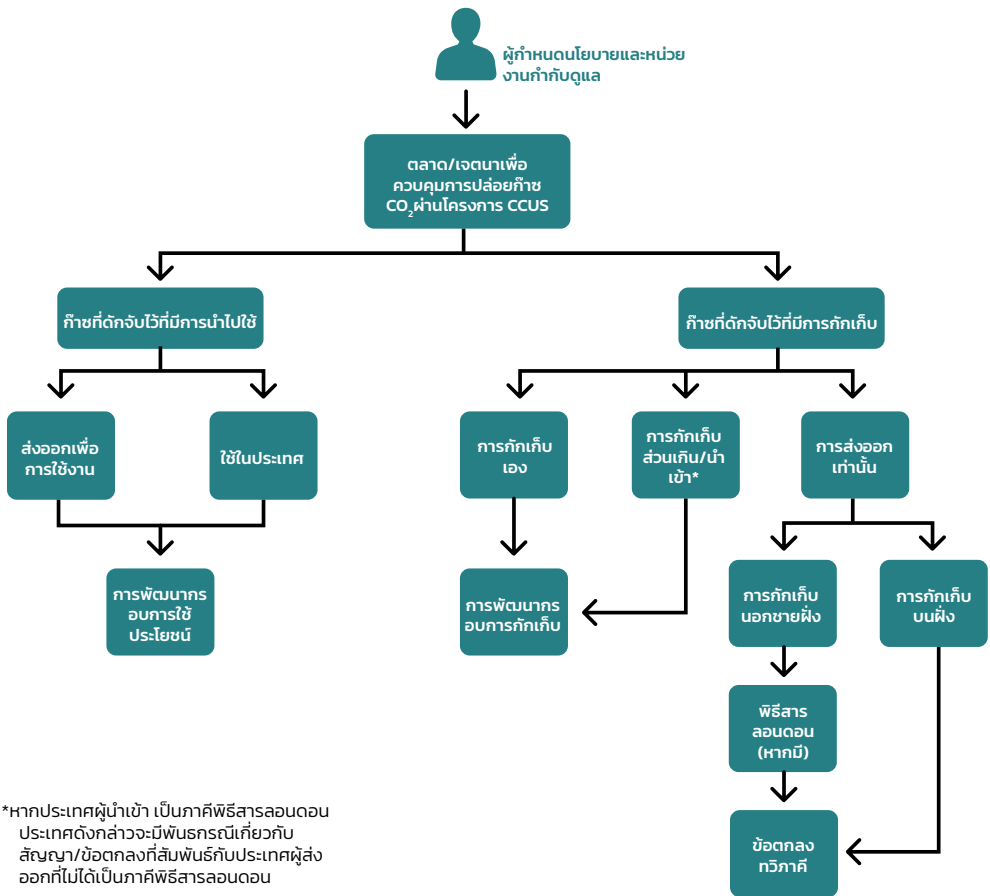 ผู้กำหนดนโยบายและหน่วย
งานกำกับดูแล
ตลาด/เจตนาเพื่อ
ควบคุมการปล่อยก๊าซ
CO₂ผ่านโครงการ CCUS
ก๊าซที่ดักจับไว้ที่มีการนำไปใช้
ก๊าซที่ดักจับไว้ที่มีการกักเก็บ
ส่งออกเพื่อ
การใช้งาน
ใช้ในประเทศ
การกักเก็บ
เอง
การกักเก็บ
ส่วนเกิน/นำ
เข้า*
การส่งออก
เท่านั้น
การพัฒนากร
อบการใช้
ประโยชน์
การพัฒนากร
อบการกักเก็บ
การกักเก็บ
นอกชายฝั่ง
การกักเก็บ
บนฝั่ง
พิธีสาร
ลอนดอน
(หากมี)
ข้อตกลง
ทวิภาคี
*หากประเทศผู้นำเข้า เป็นภาคีพิธีสารลอนดอน
ประเทศดังกล่าวจะมีพันธกรณีเกี่ยวกับ
สัญญา/ข้อตกลงที่สัมพันธ์กับประเทศผู้ส่ง
ออกที่ไม่ได้เป็นภาคีพิธีสารลอนดอน